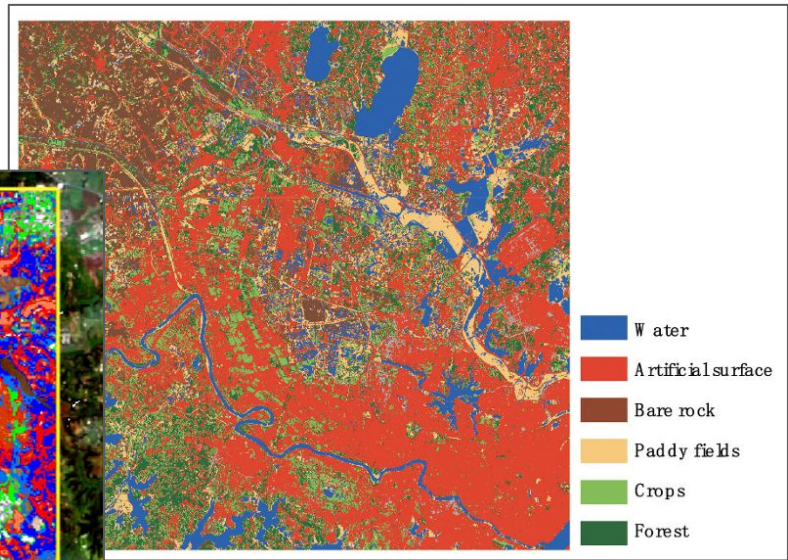 Water
Artificial surface
Bare rock
Paddy fields
Crops
Forest